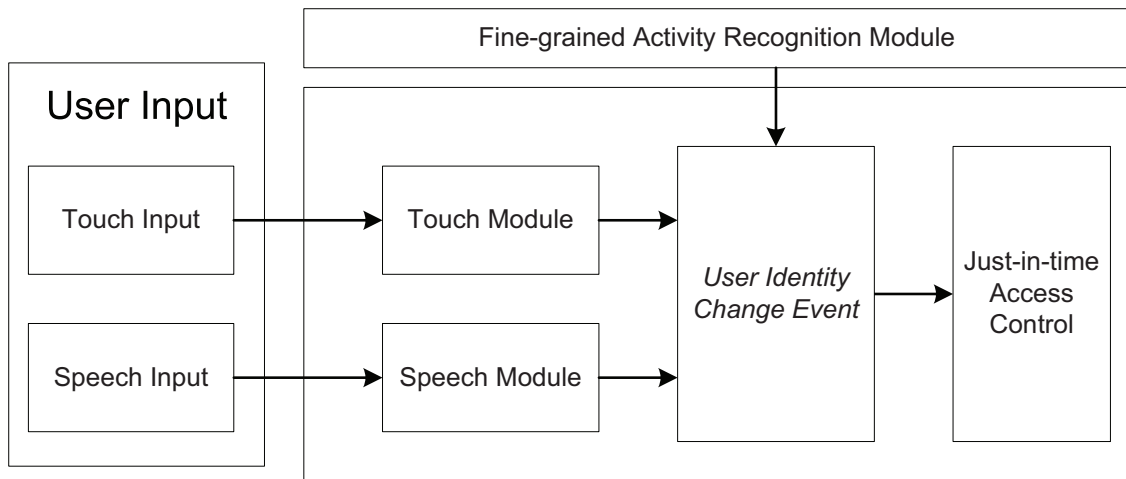 Fine-grained Activity Recognition Module
User Input
Touch Input
Touch Module
User Identity
Change Event
Just-in-time
Access
Control
Speech Input
Speech Module